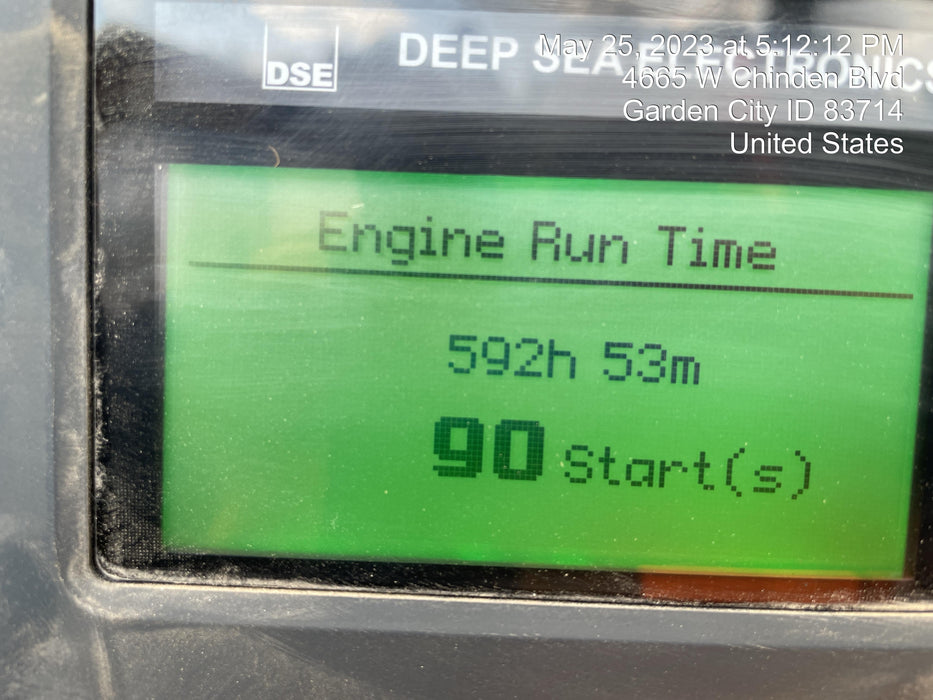 DSE
DEEP SEA ELECTRONICS
May 25, 2023 at 5:12:12 PM
4665 W Chinden Blvd
Garden City ID 83714
United States
Engine Run Time
592h 53m
90 Start(s)